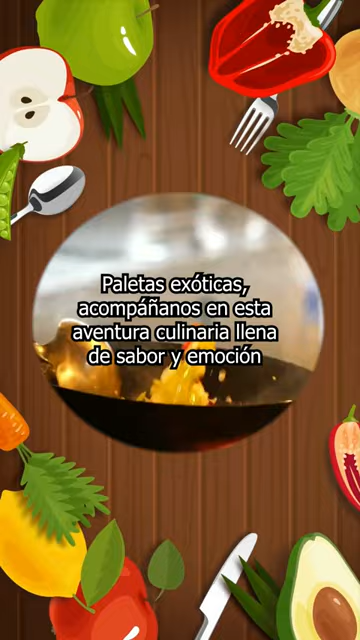 Paletas exóticas,
acompáñanos en esta
aventura culinaria llena
de sabor y emoción